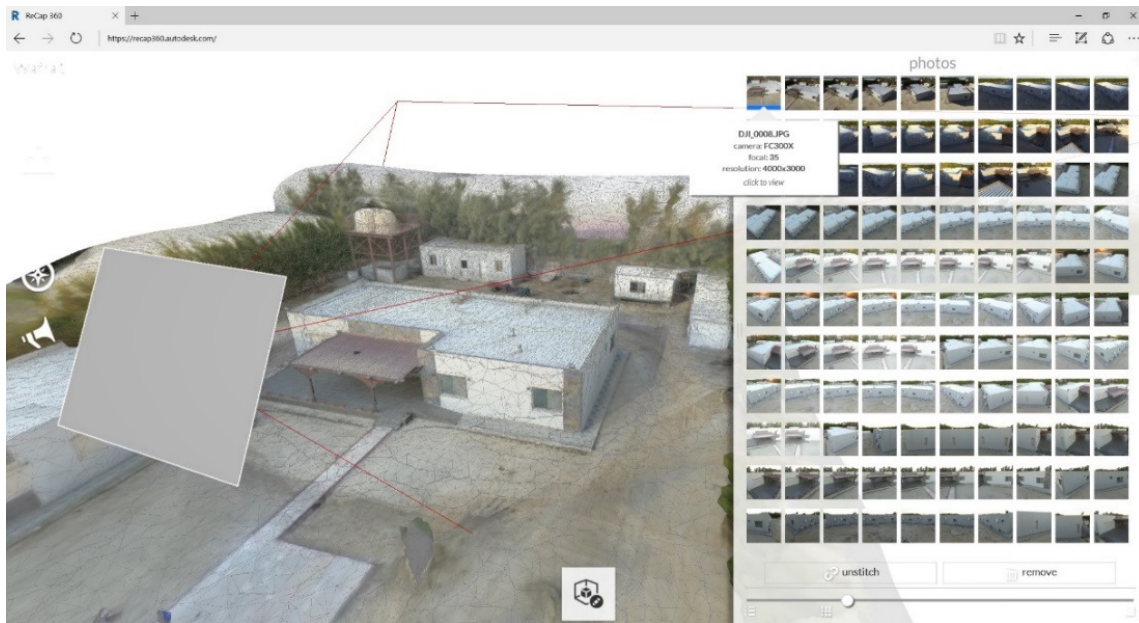 R ReCap 360
https://recap360.autodesk.com/
photos
DJI_0008.JPG
camera: FC300X
focal: 35
resolution: 4000x3000
click to view
unstitch
remove